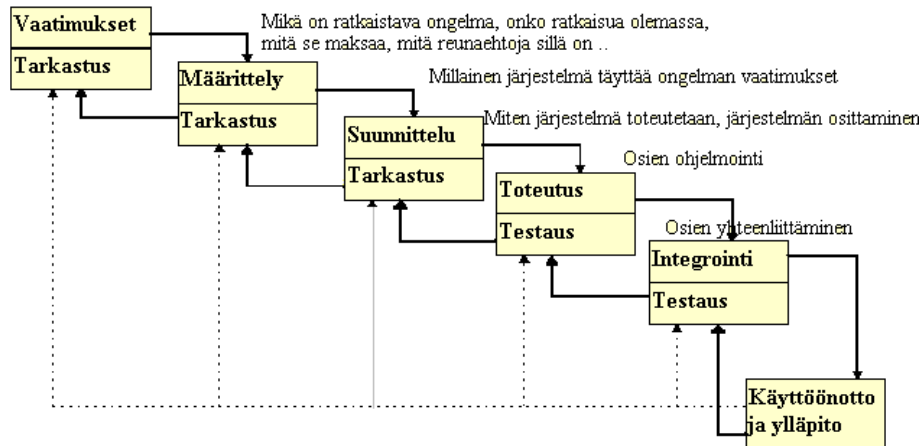 Vaatimukset
Tarkastus
Mikä on ratkaistava ongelma, onko ratkaisua olemassa,
mitä se maksaa, mitä reunaehtoja sillä on ..
Määrittely
Tarkastus
Millainen järjestelmä täyttää ongelman vaatimukset
Suunnittelu
Tarkastus
Miten järjestelmä toteutetaan, järjestelmän osittaminen
Toteutus
Testaus
Osien ohjelmointi
Integrointi
Testaus
Osien yhteenliittäminen
Käyttöönotto
ja ylläpito